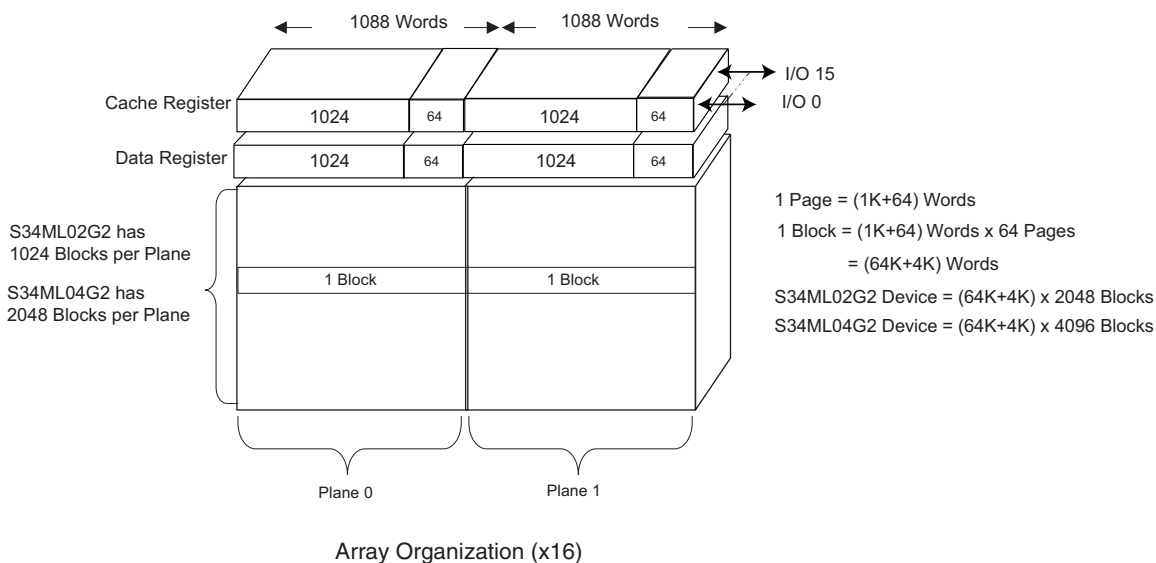 1088 Words 1088 Words
I/O 15
I/O 0
Cache Register
1024 64 1024 64
Data Register
1024 64 1024 64
S34ML02G2 has
1024 Blocks per Plane
S34ML04G2 has
2048 Blocks per Plane
1 Block 1 Block
1 Page = (1K+64) Words
1 Block = (1K+64) Words x 64 Pages
= (64K+4K) Words
S34ML02G2 Device = (64K+4K) x 2048 Blocks
S34ML04G2 Device = (64K+4K) x 4096 Blocks
Plane 0 Plane 1
Array Organization (x16)